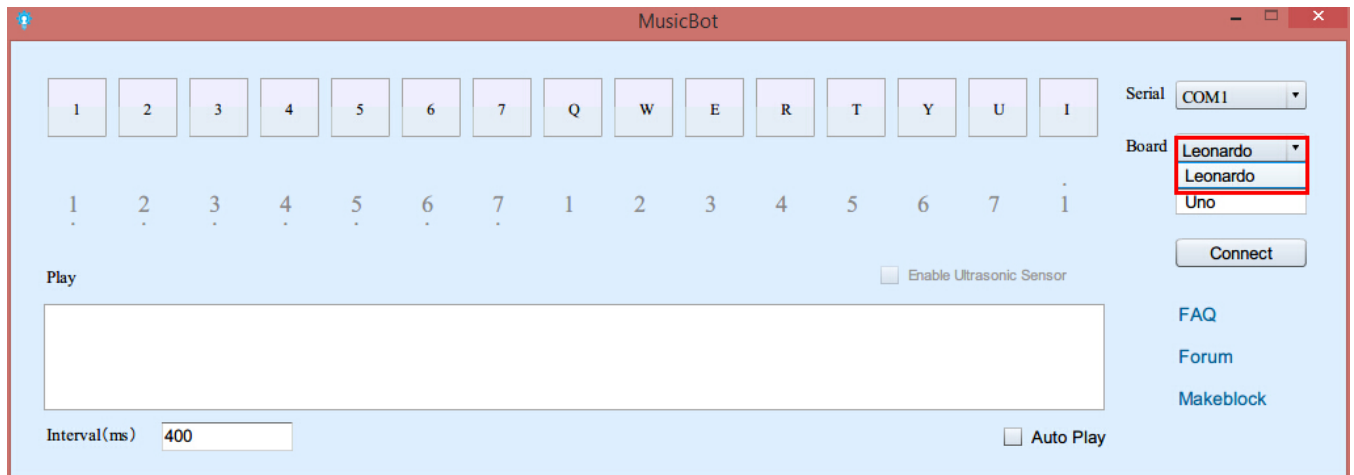 MusicBot
1 2 3 4 5 6 7 Q W E R T Y U I
Serial COM1
Board Leonardo
Leonardo
Uno
1 2 3 4 5 6 7 1 2 3 4 5 6 7 1
Connect
Play
Enable Ultrasonic Sensor
FAQ
Forum
Makeblock
Interval(ms) 400
Auto Play